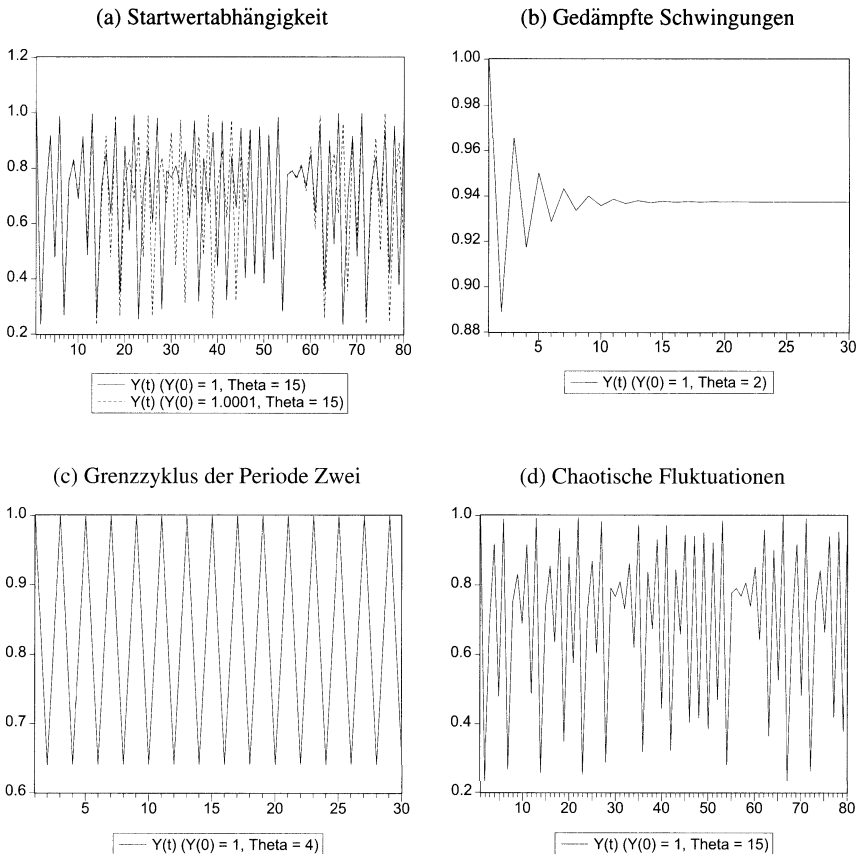 (a) Startwertabhängigkeit
1.2
1.0
0.8
0.6
0.4
0.2
10 20 30 40 50 60 70 80
Y(t) (Y(0) = 1, Theta = 15)
Y(t) (Y(0) = 1.0001, Theta = 15)
(b) Gedämpfte Schwingungen
1.00
0.98
0.96
0.94
0.92
0.90
0.88
5 10 15 20 25 30
Y(t) (Y(0) = 1, Theta = 2)
(c) Grenzzyklus der Periode Zwei
1.0
0.9
0.8
0.7
0.6
5 10 15 20 25 30
Y(t) (Y(0) = 1, Theta = 4)
(d) Chaotische Fluktuationen
1.0
0.8
0.6
0.4
0.2
10 20 30 40 50 60 70 80
Y(t) (Y(0) = 1, Theta = 15)